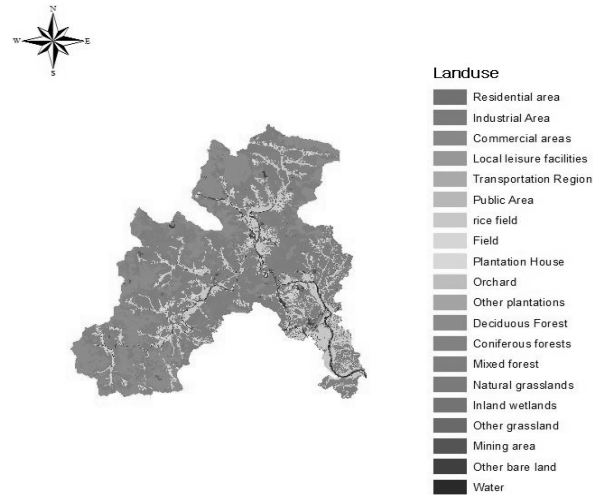 N
W
E
S
Landuse
Residential area
Industrial Area
Commercial areas
Local leisure facilities
Transportation Region
Public Area
rice field
Field
Plantation House
Orchard
Other plantations
Deciduous Forest
Coniferous forests
Mixed forest
Natural grasslands
Inland wetlands
Other grassland
Mining area
Other bare land
Water